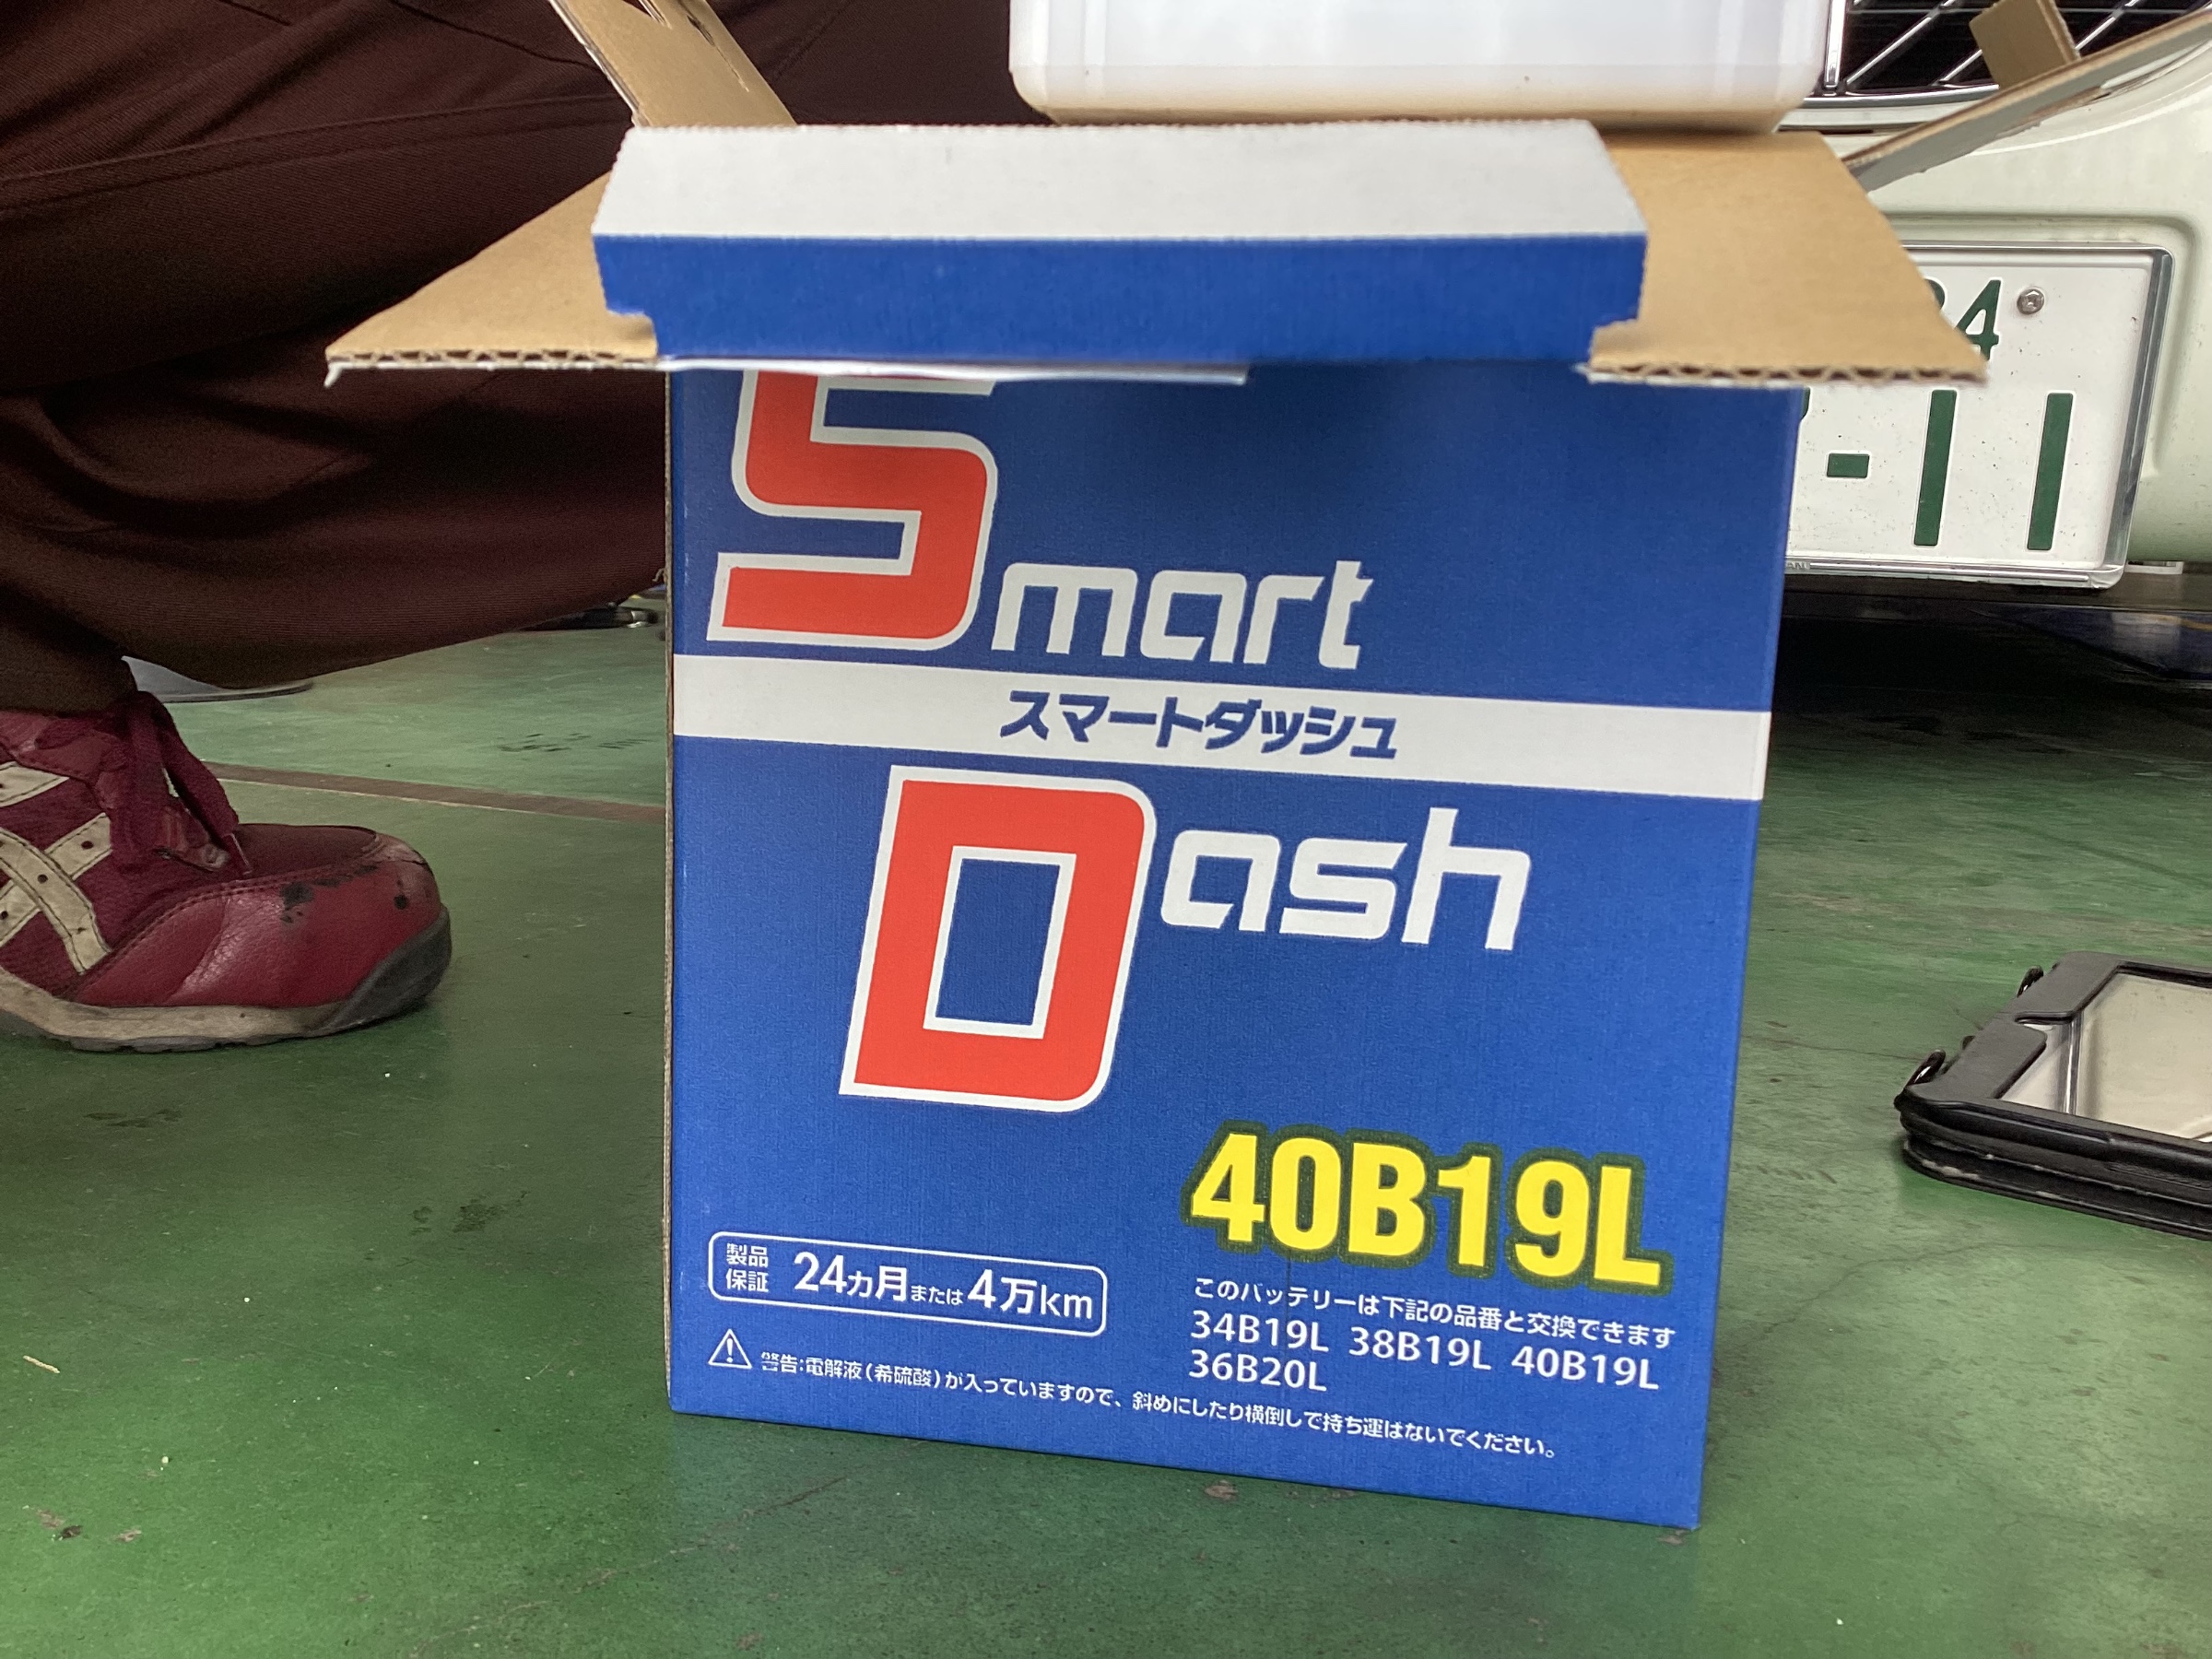 Smart
スマートダッシュ
Dash
40B19L
製品
保証
24カ月または4万km
このバッテリーは下記の品番と交換できます
34B19L 38B19L 40B19L
36B20L
警告:電解液(希硫酸)が入っていますので、斜めにしたり横倒しで持ち運はないでください。
4
-11